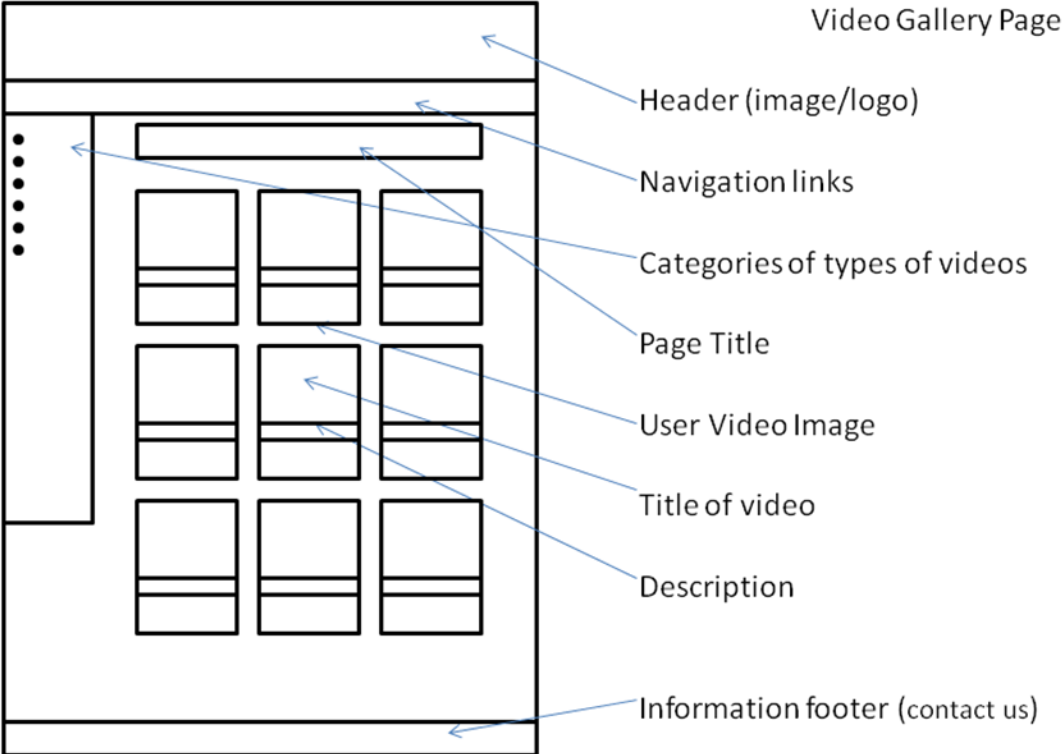 Video Gallery Page
Header (image/logo)
Navigation links
Categories of types of videos
Page Title
User Video Image
Title of video
Description
Information footer (contact us)